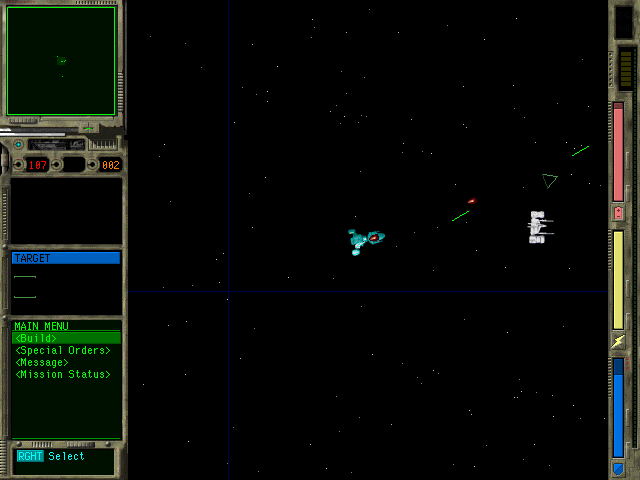 107 002
TARGET
MAIN MENU
<Build>
<Special Orders>
<Message>
<Mission Status>
RGHT Select